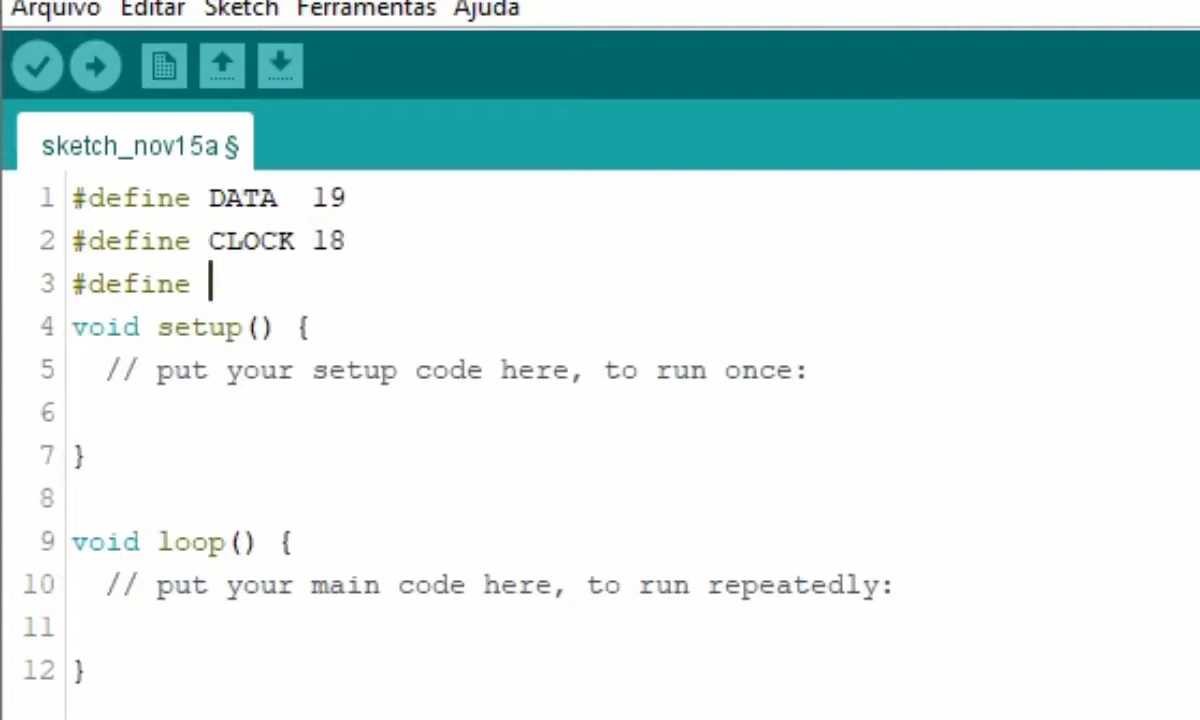 Arquivo Editar Sketch Ferramentas Ajuda
sketch_nov15a §
1 #define DATA  19
2 #define CLOCK 18
3 #define
4 void setup() {
5   // put your setup code here, to run once:
6
7 }
8
9 void loop() {
10   // put your main code here, to run repeatedly:
11
12 }